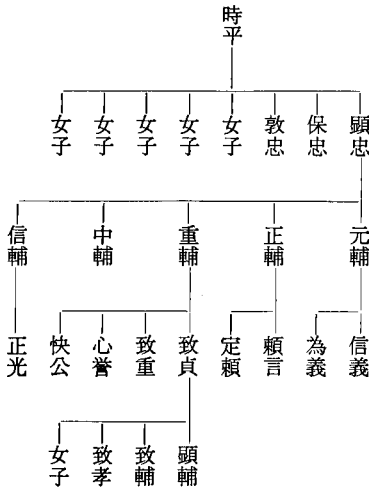 時平
顕忠
保忠
敦忠
女子
女子
女子
女子
女子
元輔
正輔
重輔
中輔
信輔
信義
為義
頼言
定頼
致貞
致重
心誉
快公
正光
顕輔
致輔
致孝
女子